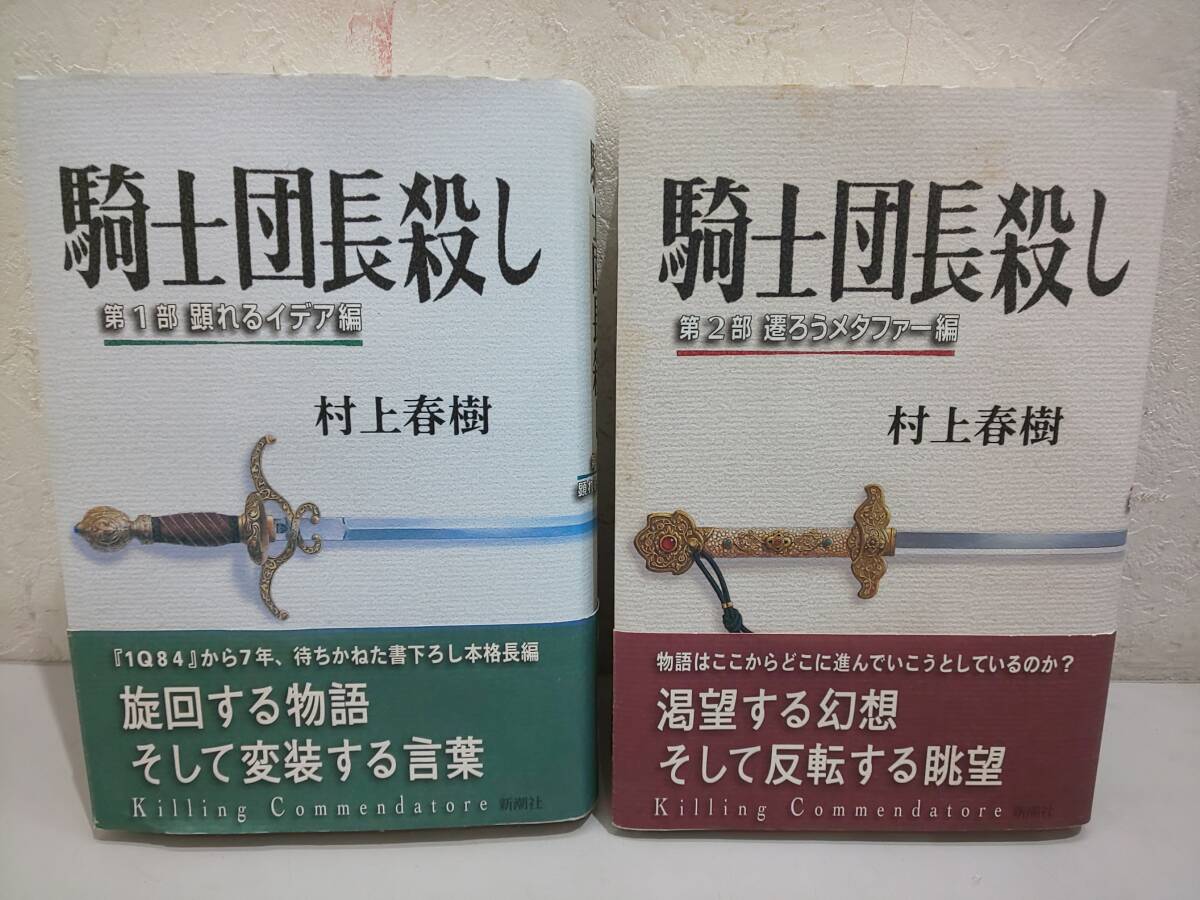 騎士団長殺し
第1部 顕れるイデア編
村上春樹
『1Q84』から7年、待ちかねた書下ろし本格長編
旋回する物語
そして変装する言葉
Killing Commendatore 新潮社
騎士団長殺し
第2部 遷ろうメタファー編
村上春樹
物語はここからどこに進んでいこうとしているのか?
渇望する幻想
そして反転する眺望
Killing Commendatore 新潮社